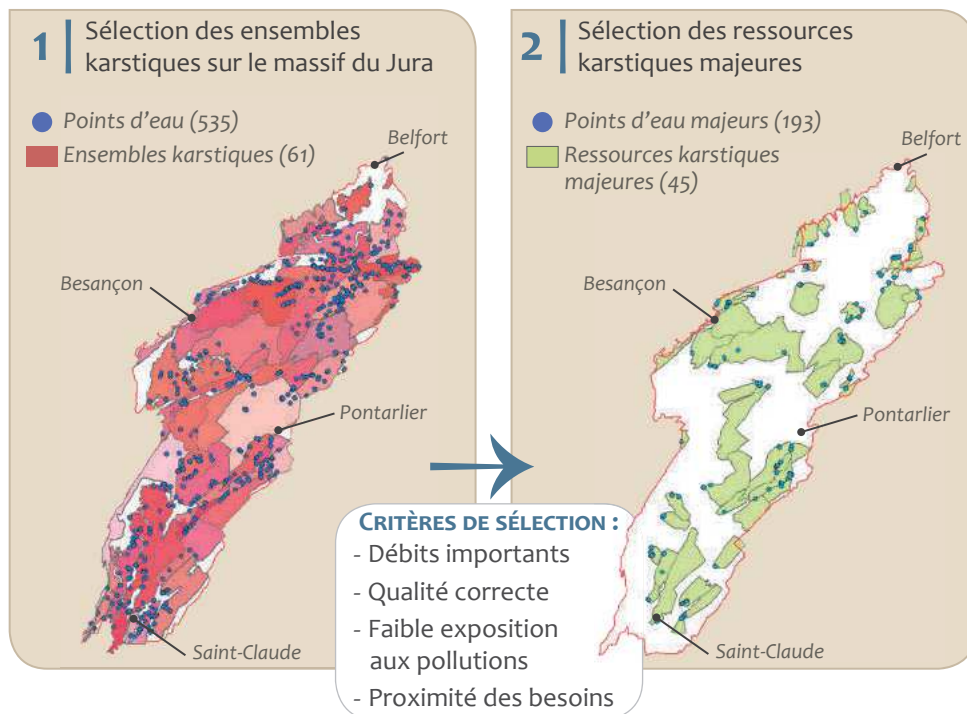 1
Sélection des ensembles
karstiques sur le massif du Jura
Points d'eau (535)
Ensembles karstiques (61)
Belfort
Besançon
Pontarlier
Saint-Claude
2
Sélection des ressources
karstiques majeures
Points d'eau majeurs (193)
Ressources karstiques
majeures (45)
Belfort
Besançon
Pontarlier
Saint-Claude
CRITÈRES DE SÉLECTION :
- Débits importants
- Qualité correcte
- Faible exposition
aux pollutions
- Proximité des besoins